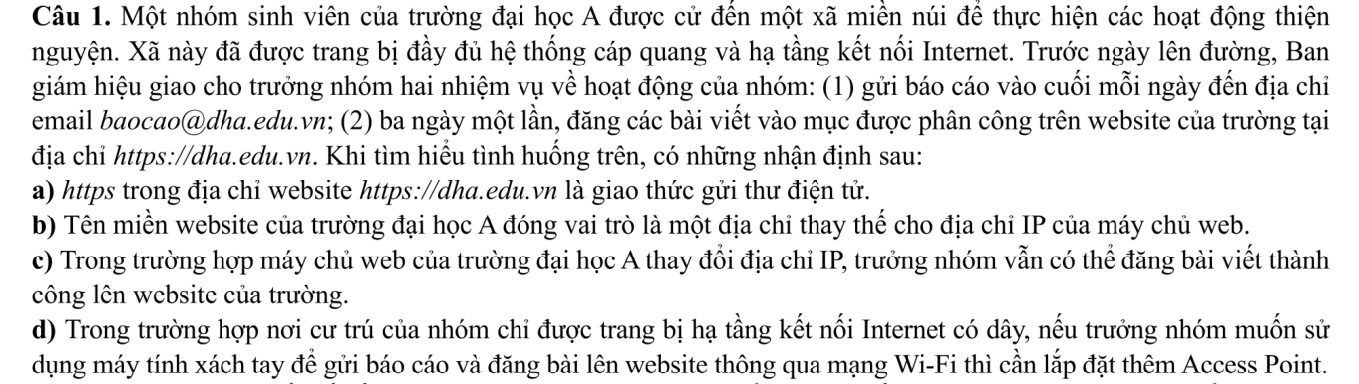 Câu 1. Một nhóm sinh viên của trường đại học A được cử đến một xã miền núi để thực hiện các hoạt động thiện
nguyện. Xã này đã được trang bị đầy đủ hệ thống cáp quang và hạ tầng kết nối Internet. Trước ngày lên đường, Ban
giám hiệu giao cho trưởng nhóm hai nhiệm vụ về hoạt động của nhóm: (1) gửi báo cáo vào cuối mỗi ngày đến địa chỉ
email baocao@dha.edu.vn; (2) ba ngày một lần, đăng các bài viết vào mục được phân công trên website của trường tại
địa chỉ https://dha.edu.vn. Khi tìm hiểu tình huống trên, có những nhận định sau:
a) https trong địa chỉ website https://dha.edu.vn là giao thức gửi thư điện tử.
b) Tên miền website của trường đại học A đóng vai trò là một địa chỉ thay thế cho địa chỉ IP của máy chủ web.
c) Trong trường hợp máy chủ web của trường đại học A thay đổi địa chỉ IP, trưởng nhóm vẫn có thể đăng bài viết thành
công lên website của trường.
d) Trong trường hợp nơi cư trú của nhóm chỉ được trang bị hạ tầng kết nối Internet có dây, nếu trưởng nhóm muốn sử
dụng máy tính xách tay để gửi báo cáo và đăng bài lên website thông qua mạng Wi-Fi thì cần lắp đặt thêm Access Point.